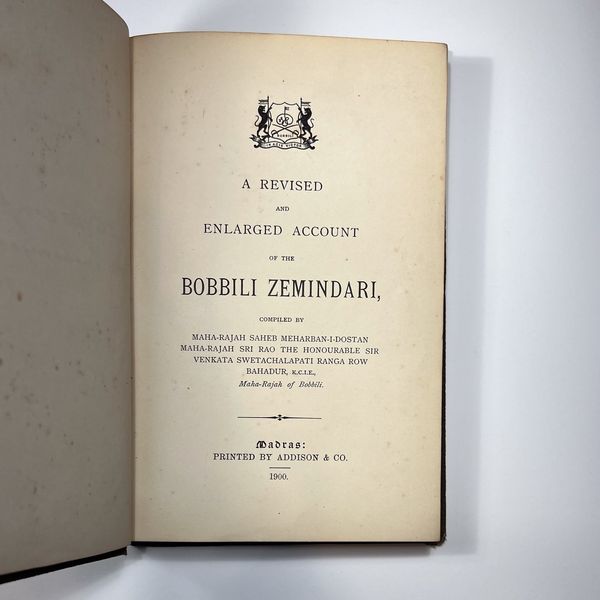 BOBBILI
A REVISED
AND
ENLARGED ACCOUNT
OF THE
BOBBILI ZEMINDARI,
COMPILED BY
MAHA-RAJAH SAHEB MEHARBAN-I-DOSTAN
MAHA-RAJAH SRI RAO THE HONOURABLE SIR
VENKATA SWETACHALAPATI RANGA ROW
BAHADUR, K.C.I.E.,
Maha-Rajah of Bobbili.
Madras:
PRINTED BY ADDISON & CO.
1900.